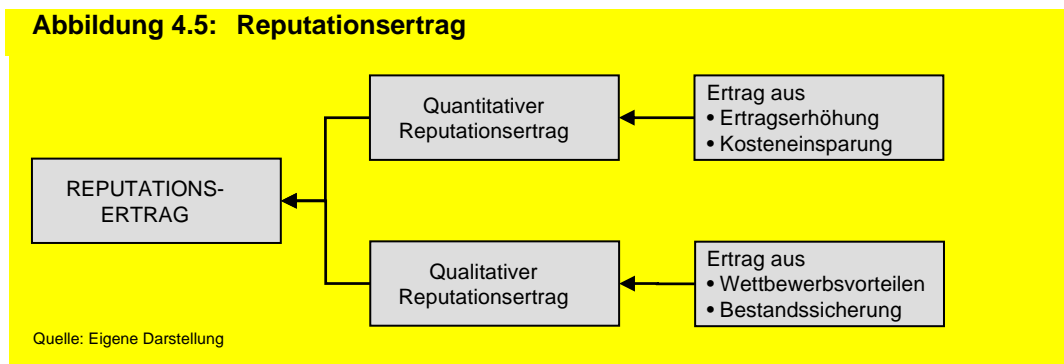 Abbildung 4.5: Reputationsertrag
Quantitativer
Reputationsertrag
Ertrag aus
• Ertragserhöhung
• Kosteneinsparung
REPUTATIONS-
ERTRAG
Qualitativer
Reputationsertrag
Ertrag aus
• Wettbewerbsvorteilen
• Bestandssicherung
Quelle: Eigene Darstellung